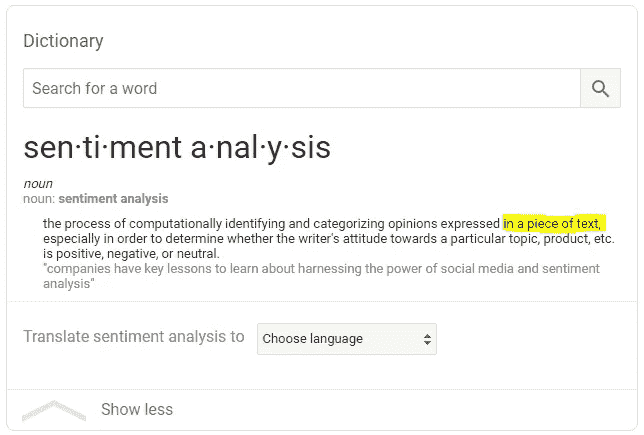 Dictionary
Search for a word
sen·ti·ment a·nal·y·sis
noun
noun: sentiment analysis
the process of computationally identifying and categorizing opinions expressed in a piece of text,
especially in order to determine whether the writer's attitude towards a particular topic, product, etc.
is positive, negative, or neutral.
"companies have key lessons to learn about harnessing the power of social media and sentiment
analysis"
Translate sentiment analysis to
Choose language
Show less